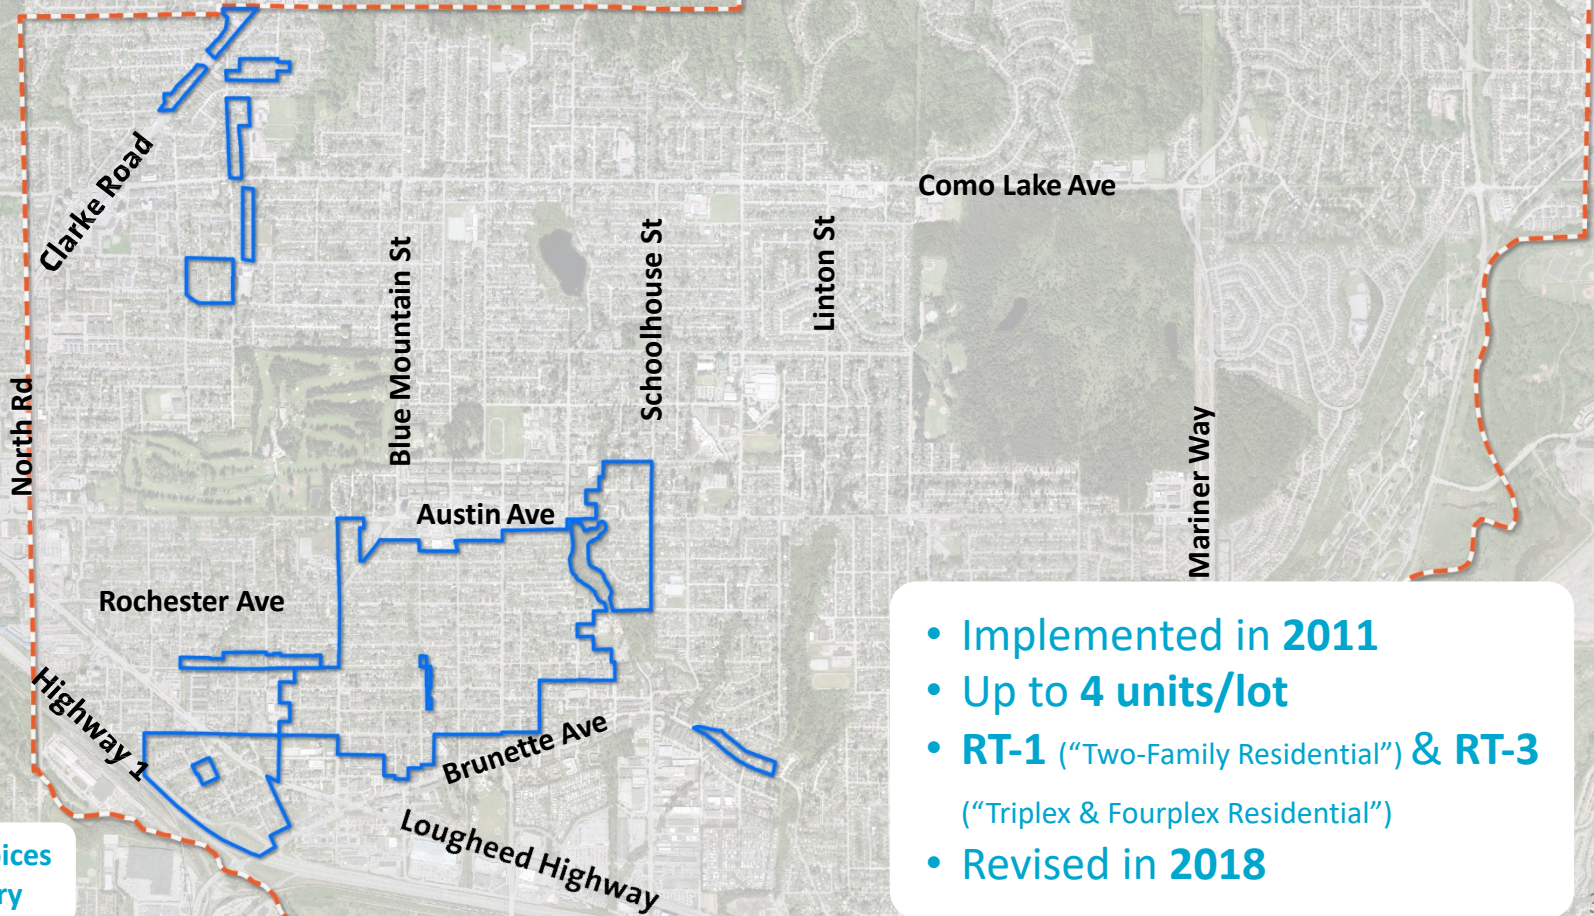 Clarke Road
Como Lake Ave
Blue Mountain St
Schoolhouse St
Linton St
North Rd
Mariner Way
Austin Ave
Rochester Ave
Highway 1
Brunette Ave
Lougheed Highway
• Implemented in 2011
• Up to 4 units/lot
• RT-1 (“Two-Family Residential”) & RT-3
(“Triplex & Fourplex Residential”)
• Revised in 2018